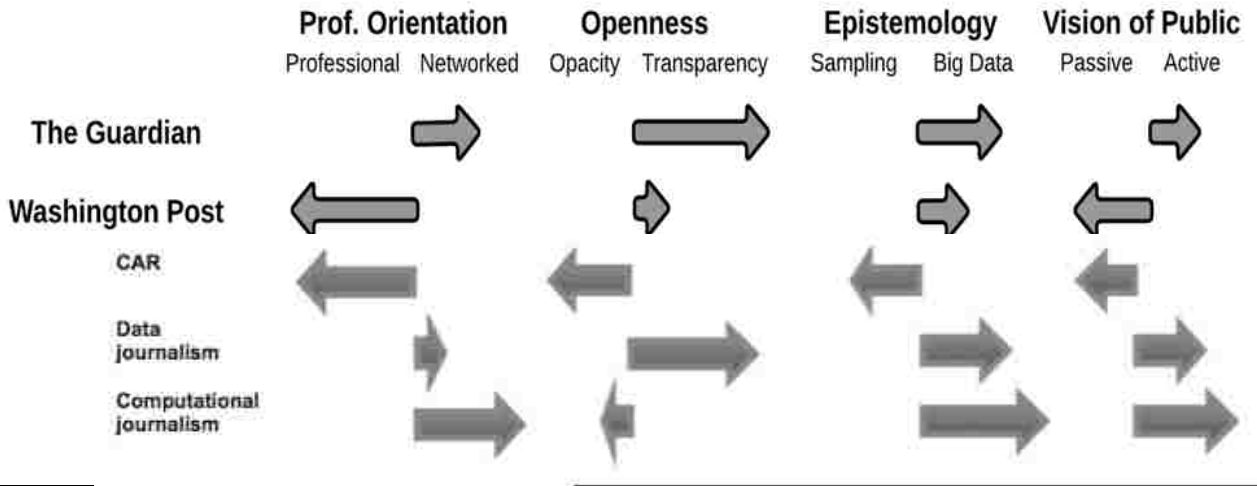 Prof. Orientation Openness Epistemology Vision of Public
Professional Networked Opacity Transparency Sampling Big Data Passive Active
The Guardian
Washington Post
CAR
Data
journalism
Computational
journalism